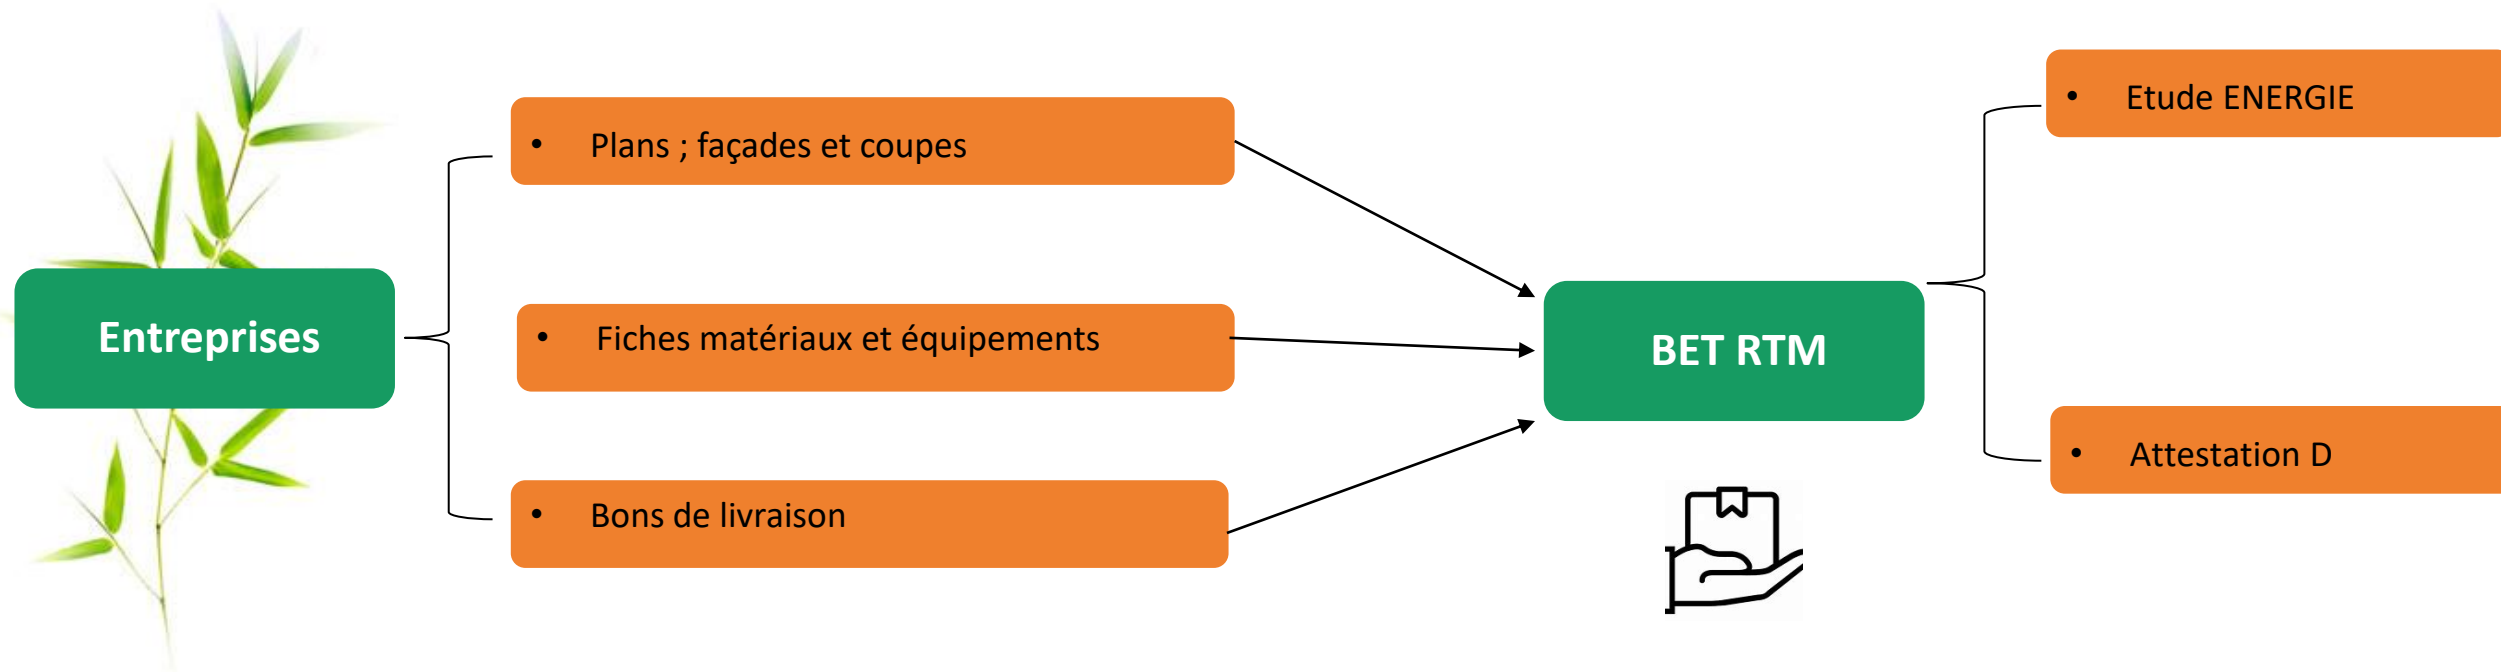 Entreprises
• Plans ; façades et coupes
• Fiches matériaux et équipements
• Bons de livraison
BET RTM
• Etude ENERGIE
• Attestation D